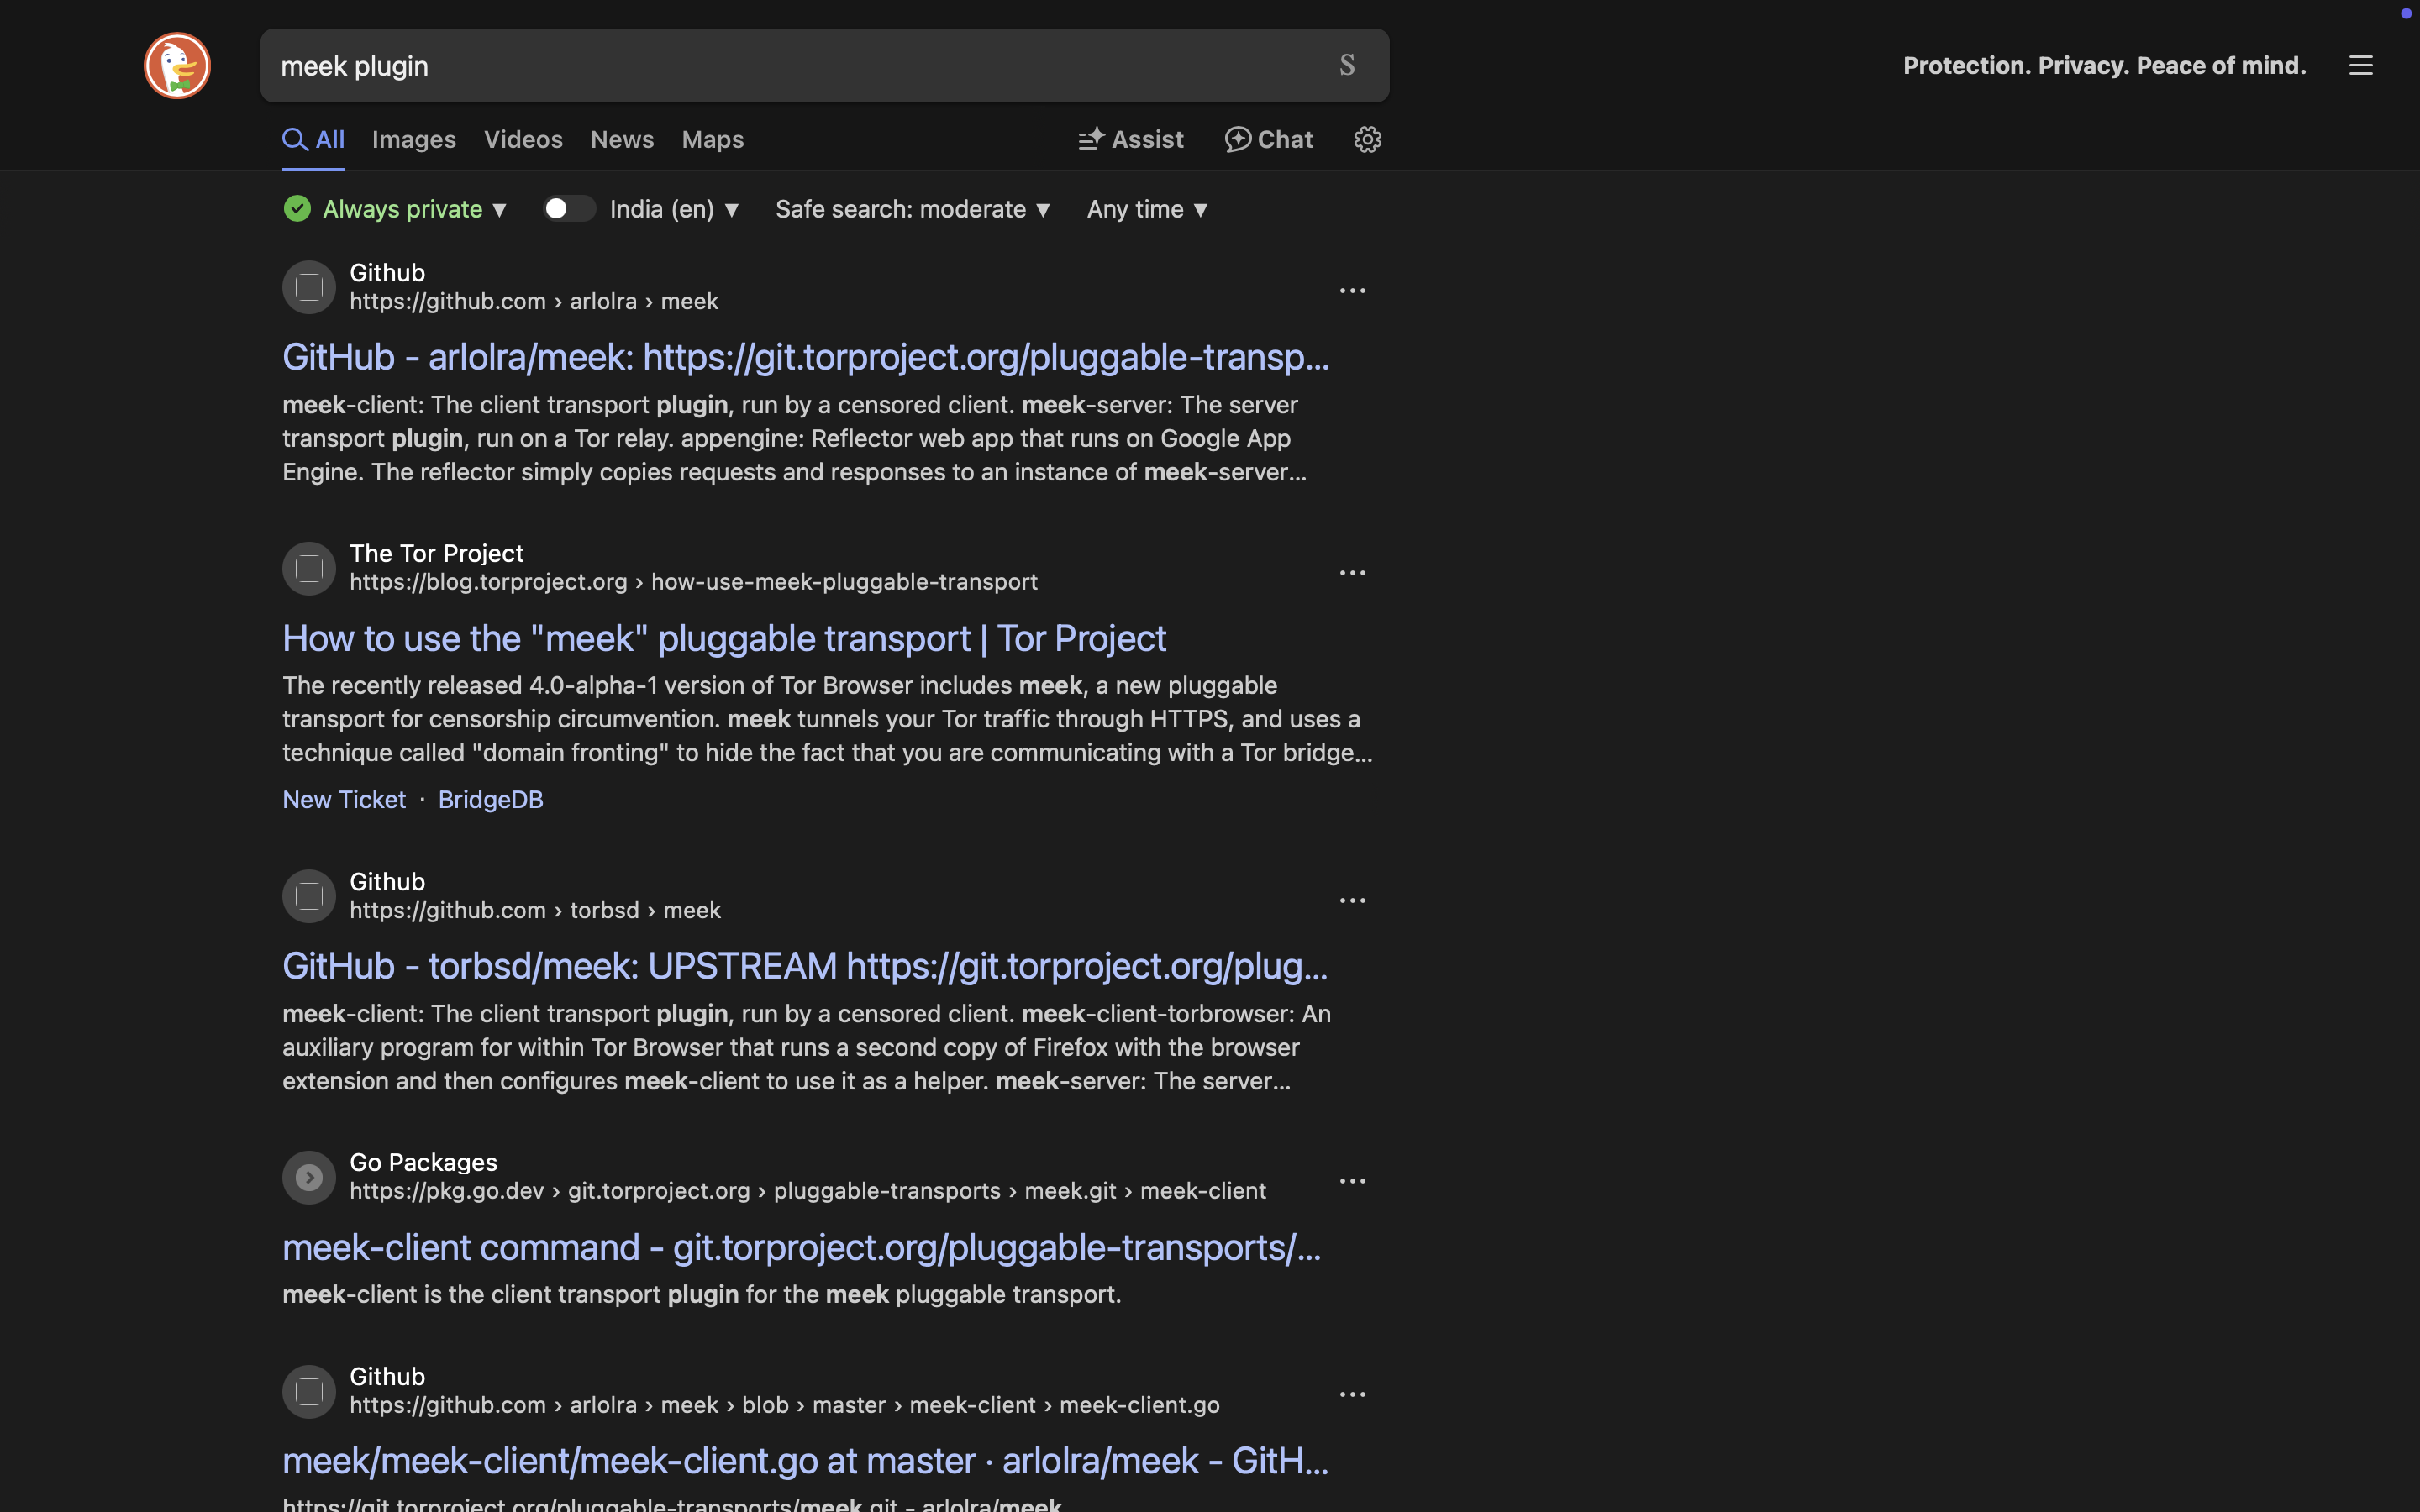 meek plugin
Protection. Privacy. Peace of mind.
All Images Videos News Maps Assist Chat
Always private ▼ India (en) ▼ Safe search: moderate ▼ Any time ▼
Github
https://github.com › arlolra › meek
GitHub - arlolra/meek: https://git.torproject.org/pluggable-transp...
meek-client: The client transport plugin, run by a censored client. meek-server: The server
transport plugin, run on a Tor relay. appengine: Reflector web app that runs on Google App
Engine. The reflector simply copies requests and responses to an instance of meek-server...
The Tor Project
https://blog.torproject.org › how-use-meek-pluggable-transport
How to use the "meek" pluggable transport | Tor Project
The recently released 4.0-alpha-1 version of Tor Browser includes meek, a new pluggable
transport for censorship circumvention. meek tunnels your Tor traffic through HTTPS, and uses a
technique called "domain fronting" to hide the fact that you are communicating with a Tor bridge...
New Ticket · BridgeDB
Github
https://github.com › torbsd › meek
GitHub - torbsd/meek: UPSTREAM https://git.torproject.org/plug...
meek-client: The client transport plugin, run by a censored client. meek-client-torbrowser: An
auxiliary program for within Tor Browser that runs a second copy of Firefox with the browser
extension and then configures meek-client to use it as a helper. meek-server: The server...
Go Packages
https://pkg.go.dev › git.torproject.org › pluggable-transports › meek.git › meek-client
meek-client command - git.torproject.org/pluggable-transports/...
meek-client is the client transport plugin for the meek pluggable transport.
Github
https://github.com › arlolra › meek › blob › master › meek-client › meek-client.go
meek/meek-client/meek-client.go at master · arlolra/meek - GitH...
https://git.torproject.org/pluggable-transports/meek.git - arlolra/meek